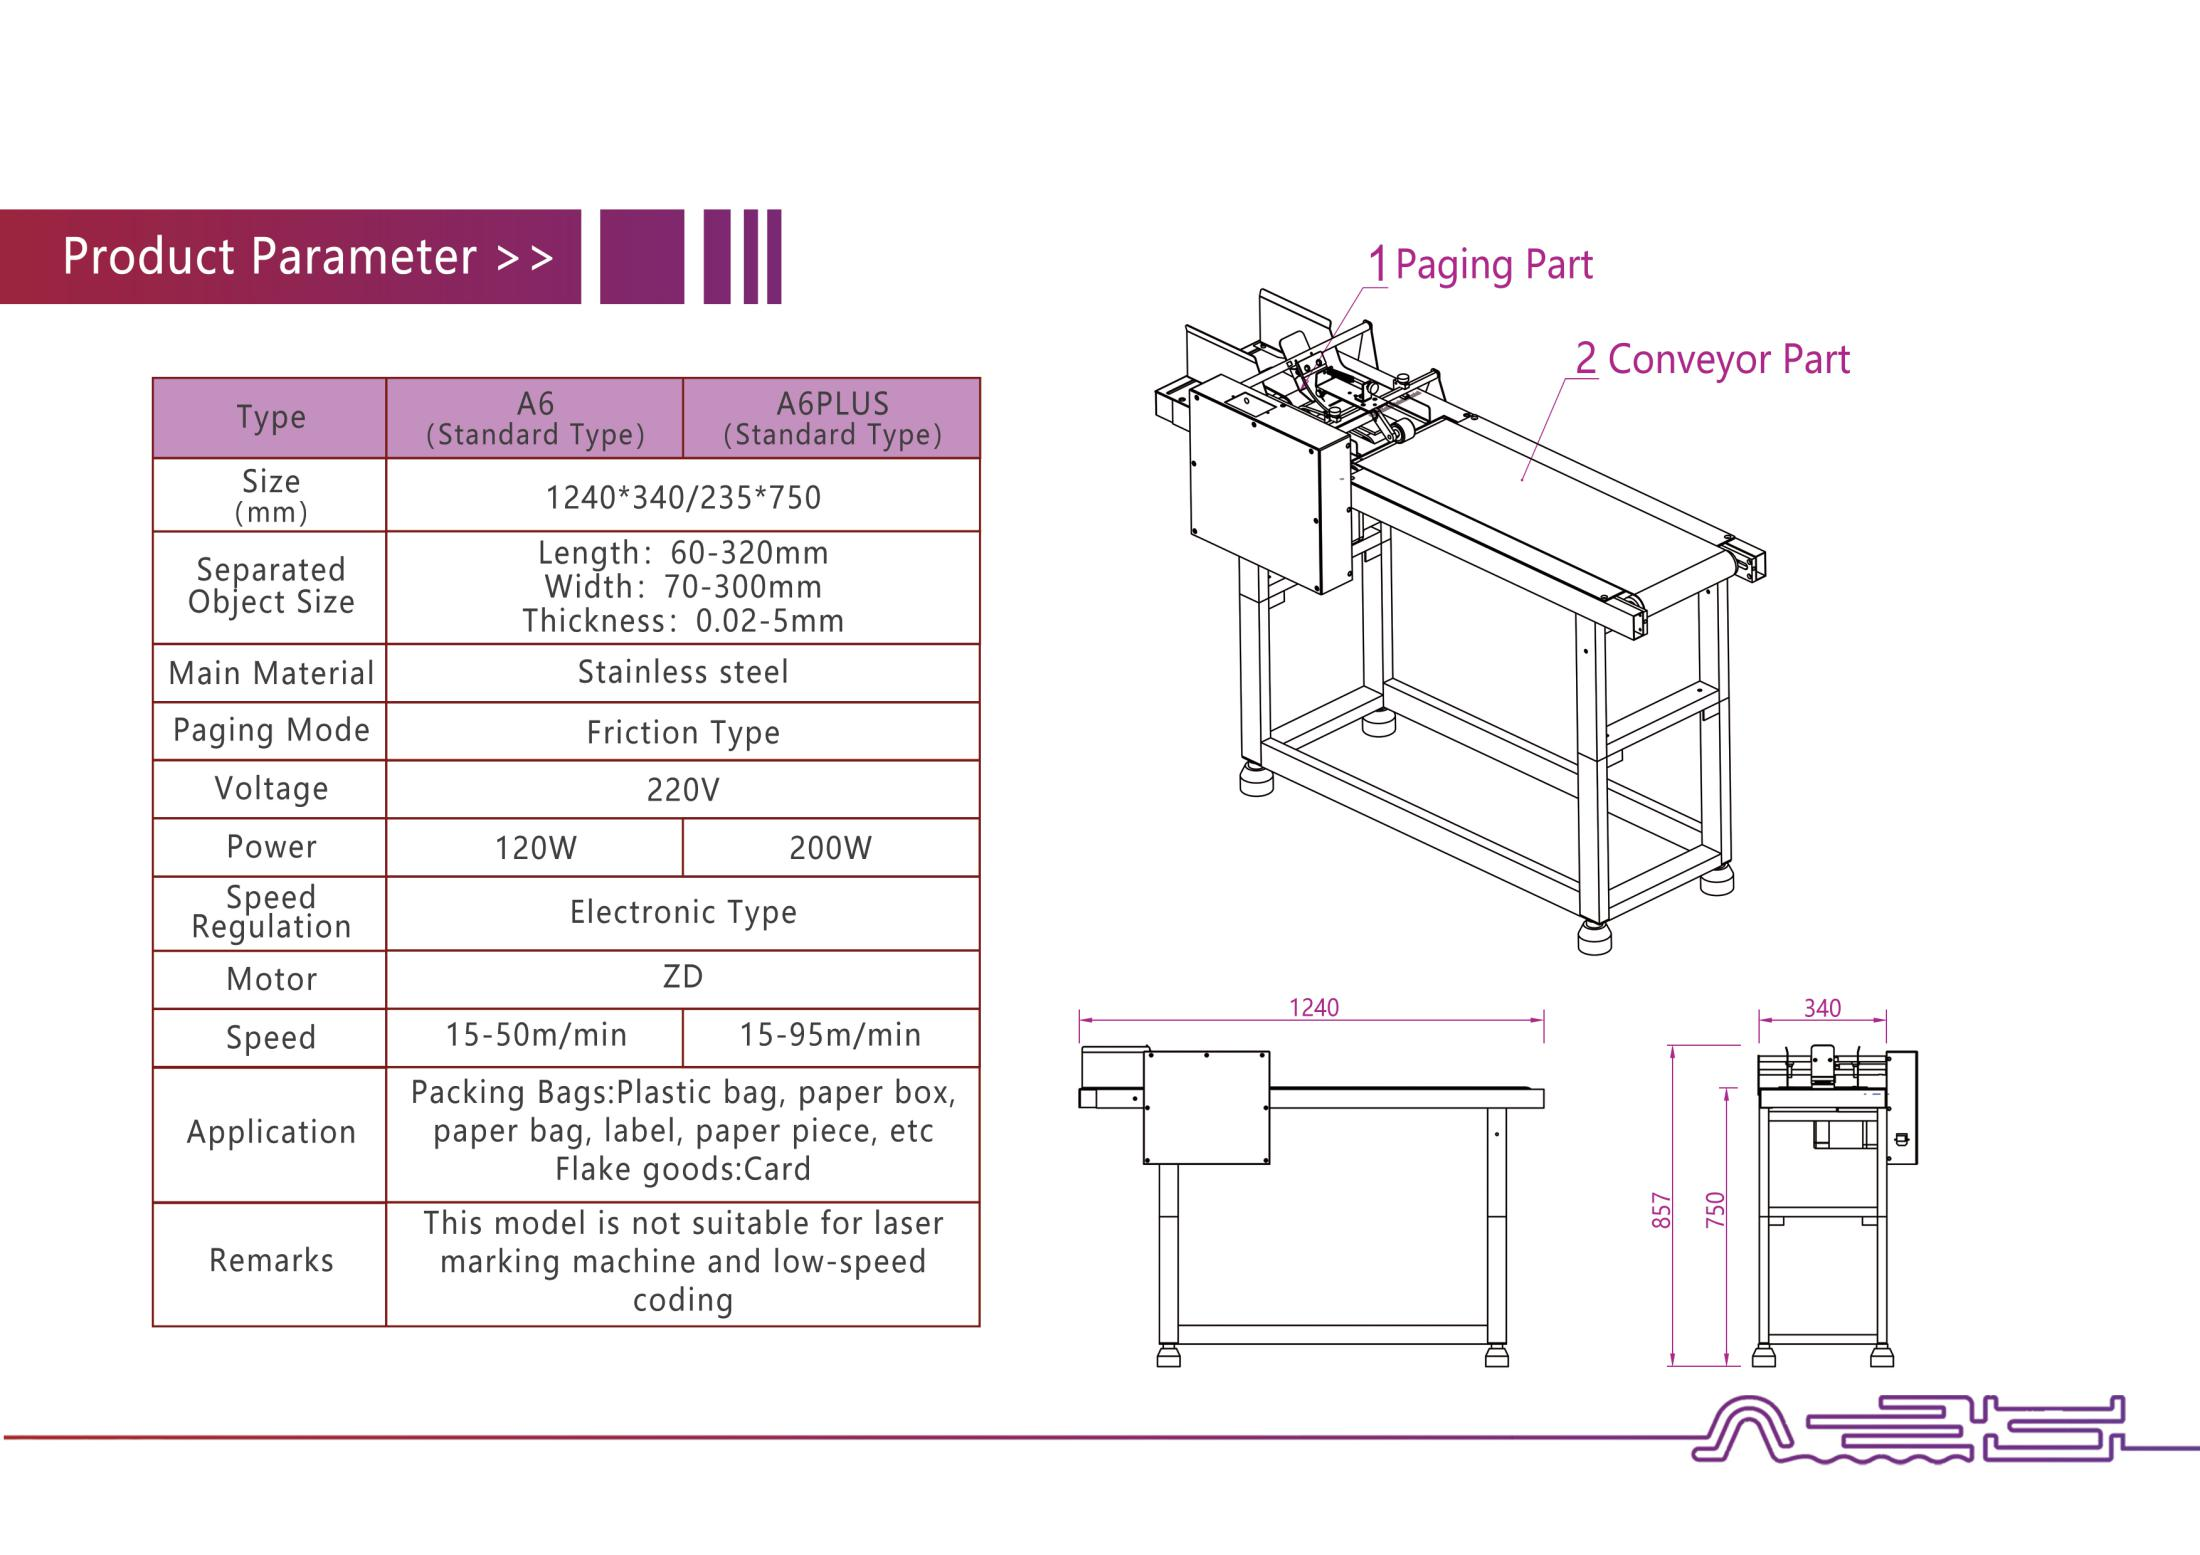 Product Parameter >>
1 Paging Part
2 Conveyor Part
Type
A6
(Standard Type)
A6PLUS
(Standard Type)
Size
(mm)
1240*340/235*750
Separated
Object Size
Length: 60-320mm
Width: 70-300mm
Thickness: 0.02-5mm
Main Material
Stainless steel
Paging Mode
Friction Type
Voltage
220V
Power
120W
200W
Speed
Regulation
Electronic Type
Motor
ZD
Speed
15-50m/min
15-95m/min
Application
Packing Bags:Plastic bag, paper box,
paper bag, label, paper piece, etc
Flake goods:Card
Remarks
This model is not suitable for laser
marking machine and low-speed
coding
1240
340
857
750